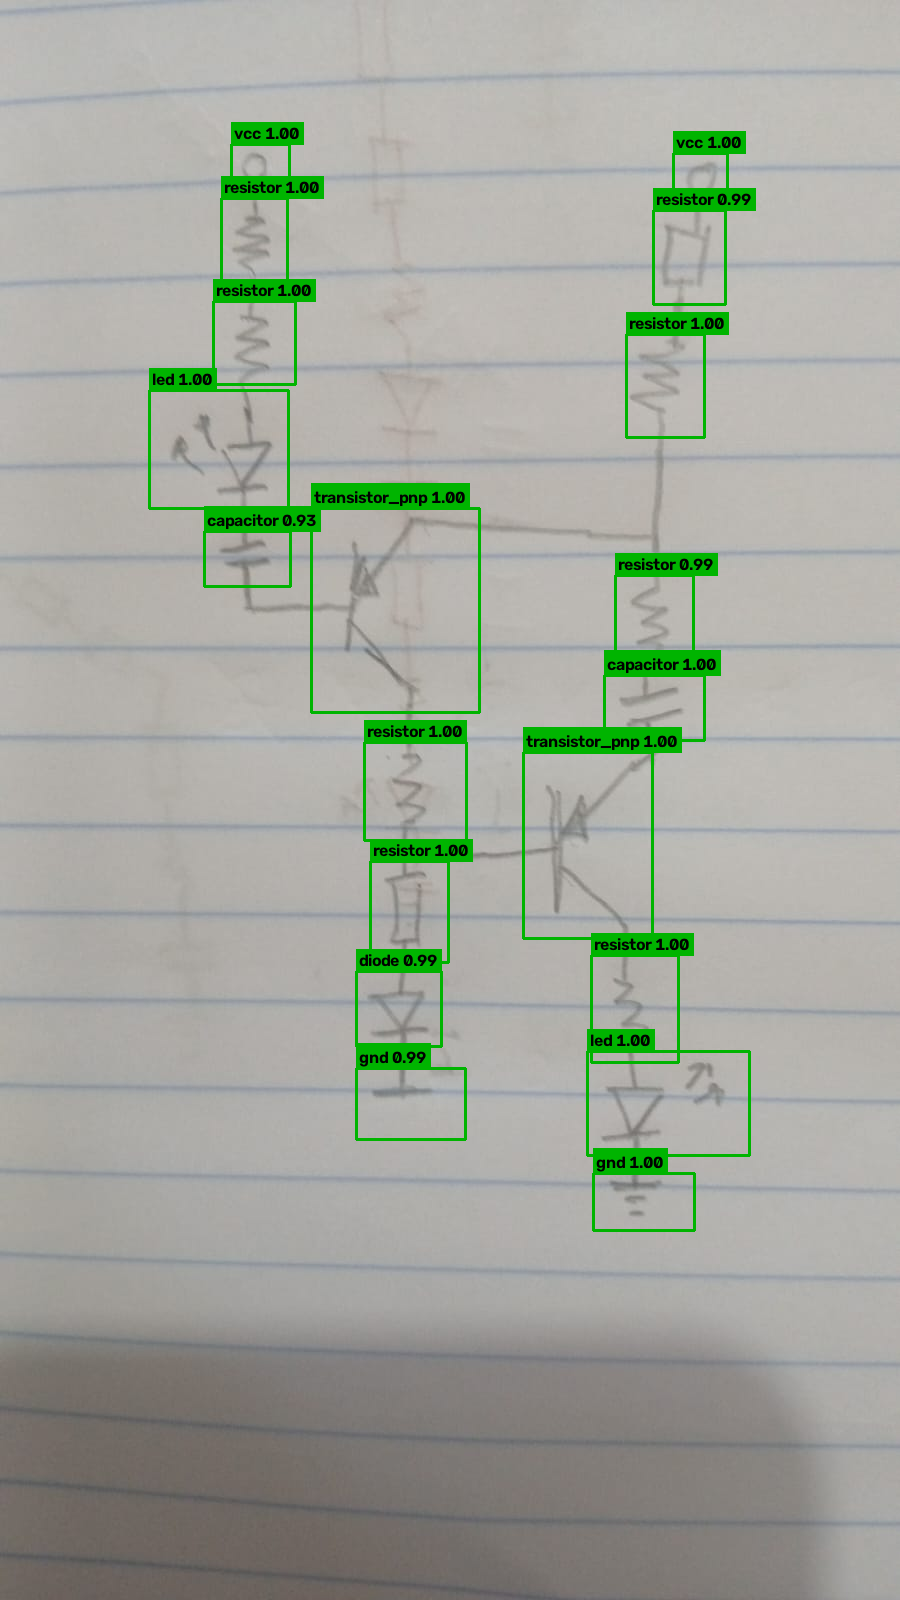 vcc 1.00
vcc 1.00
resistor 1.00
resistor 0.99
resistor 1.00
resistor 1.00
led 1.00
transistor_pnp 1.00
capacitor 0.93
resistor 0.99
capacitor 1.00
resistor 1.00
transistor_pnp 1.00
resistor 1.00
resistor 1.00
diode 0.99
led 1.00
gnd 0.99
gnd 1.00